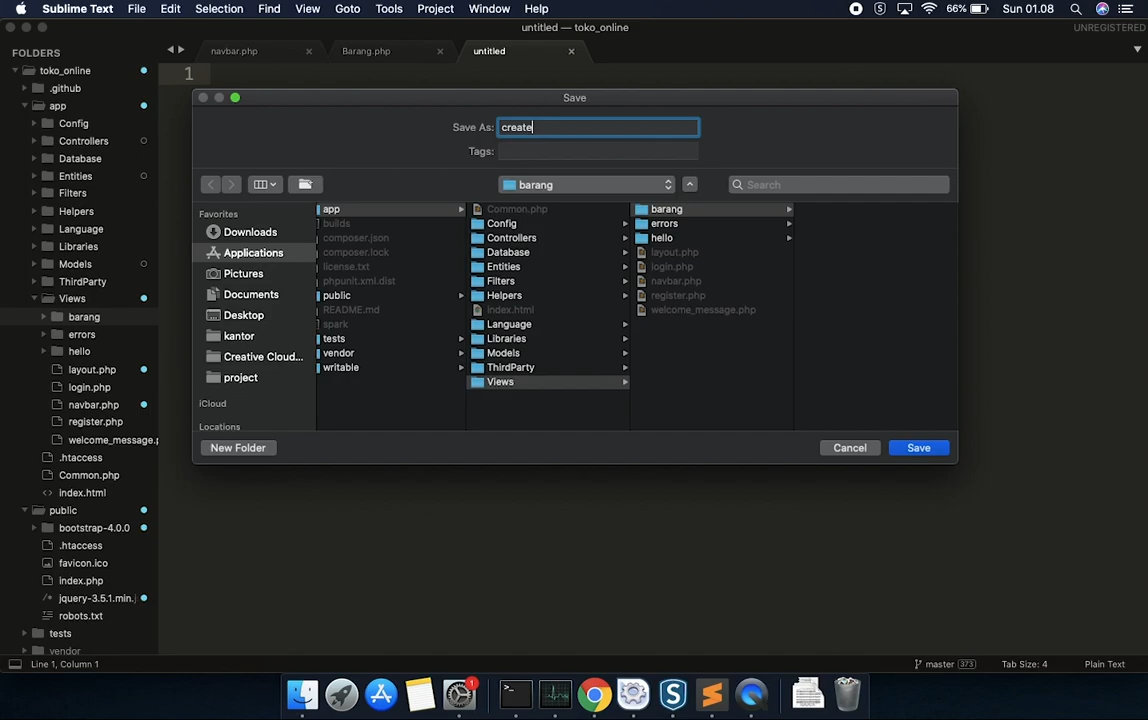 Sublime Text File Edit Selection Find View Goto Tools Project Window Help 66% Sun 01.08
untitled — toko_online UNREGISTERED
FOLDERS
toko_online
.github
app
Config
Controllers
Database
Entities
Filters
Helpers
Language
Libraries
Models
ThirdParty
Views
barang
errors
hello
layout.php
login.php
navbar.php
register.php
welcome_message.p
.htaccess
Common.php
index.html
public
bootstrap-4.0.0
.htaccess
favicon.ico
index.php
jquery-3.5.1.min.j
robots.txt
tests
vendor
navbar.php Barang.php untitled
1
Save
Save As: create
Tags:
barang Search
Favorites
Downloads
Applications
Pictures
Documents
Desktop
kantor
Creative Cloud...
project
iCloud
Locations
app
builds
composer.json
composer.lock
license.txt
phpunit.xml.dist
public
README.md
spark
tests
vendor
writable
Common.php
Config
Controllers
Database
Entities
Filters
Helpers
index.html
Language
Libraries
Models
ThirdParty
Views
barang
errors
hello
layout.php
login.php
navbar.php
register.php
welcome_message.php
New Folder Cancel Save
Line 1, Column 1 master 373 Tab Size: 4 Plain Text
1